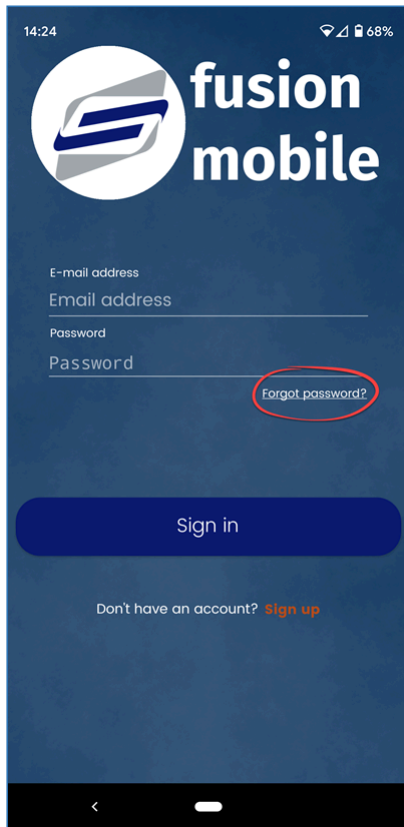 14:24
68%
fusion
mobile
E-mail address
Email address
Password
Password
Forgot password?
Sign in
Don't have an account? Sign up